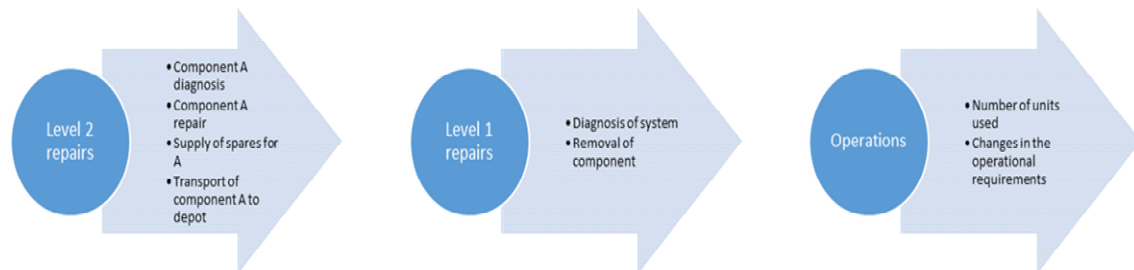 Level 2
repairs
• Component A
diagnosis
• Component A
repair
• Supply of spares for
A
• Transport of
component A to
depot
Level 1
repairs
• Diagnosis of system
• Removal of
component
Operations
• Number of units
used
• Changes in the
operational
requirements